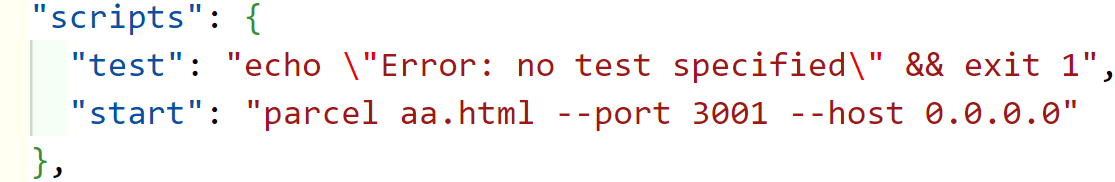 "scripts": {
"test": "echo \"Error: no test specified\" && exit 1",
"start": "parcel aa.html --port 3001 --host 0.0.0.0"
},